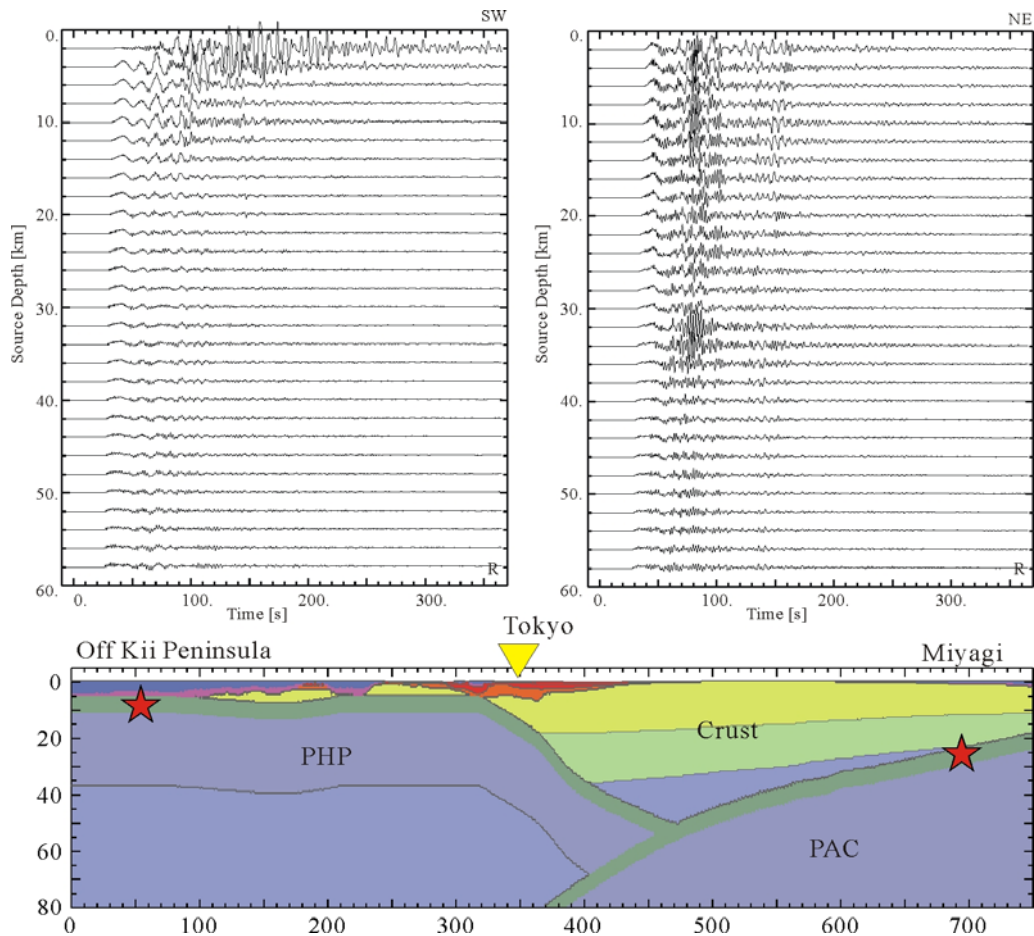 SW
0.
10.
20.
30.
40.
50.
60.
Source Depth [km]
R
0. 100. 200. 300.
Time [s]
NE
0.
10.
20.
30.
40.
50.
60.
Source Depth [km]
R
0. 100. 200. 300.
Time [s]
Tokyo
Off Kii Peninsula Miyagi
0
20
40
60
80
Crust
PHP
PAC
0 100 200 300 400 500 600 700